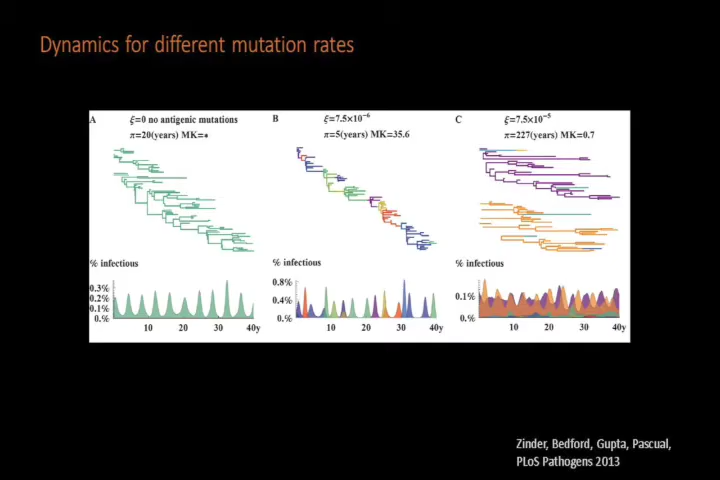 Dynamics for different mutation rates
A ξ=0 no antigenic mutations
π=20(years) MK=*
B ξ=7.5×10⁻⁶
π=5(years) MK=35.6
C ξ=7.5×10⁻⁵
π=227(years) MK=0.7
% infectious
0.3%
0.2%
0.1%
0.%
10 20 30 40y
% infectious
0.8%
0.4%
0.%
10 20 30 40y
% infectious
0.1%
0.%
10 20 30 40y
Zinder, Bedford, Gupta, Pascual,
PLoS Pathogens 2013